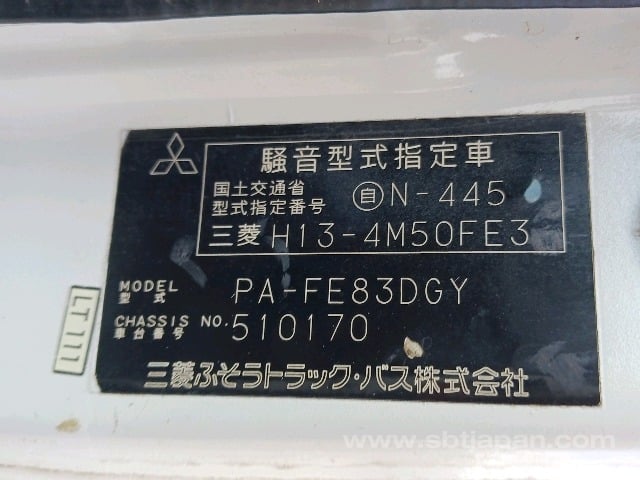 騒音型式指定車
国土交通省
型式指定番号
自N-445
三菱 H13-4M50FE3
MODEL
型式
PA-FE83DGY
CHASSIS NO.
車台番号
510170
三菱ふそうトラック・バス株式会社
LT111
www.sbtjapan.com